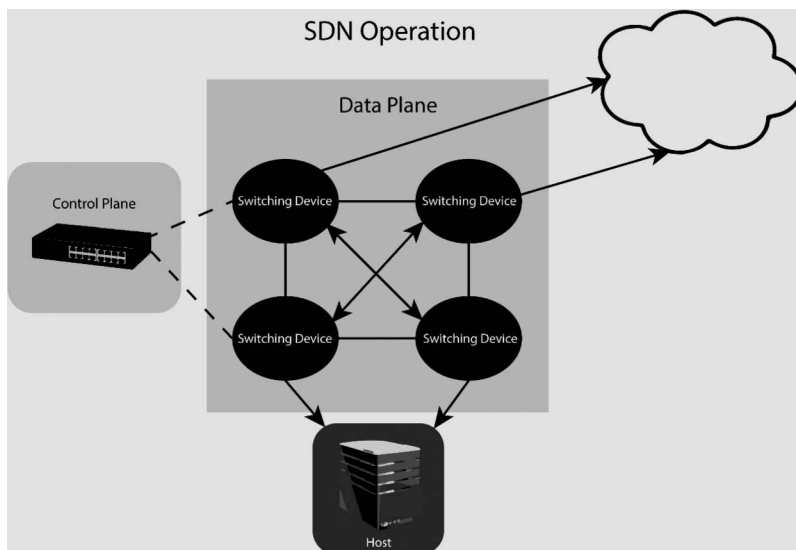 SDN Operation
Data Plane
Control Plane
Switching Device
Switching Device
Switching Device
Switching Device
Host